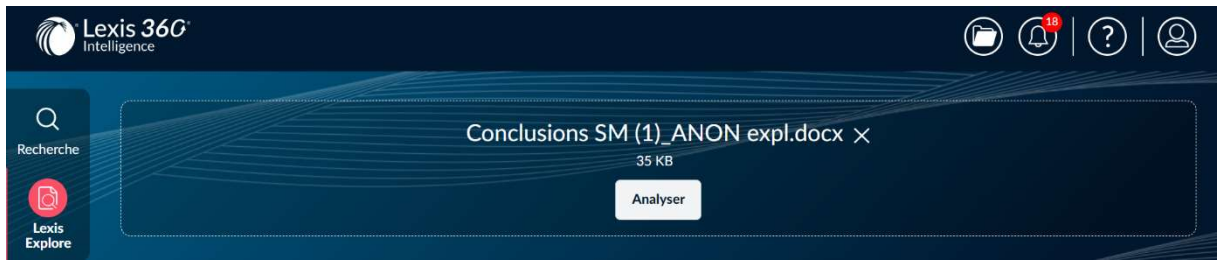 Lexis 360
Intelligence
18
?
Recherche
Lexis
Explore
Conclusions SM (1)_ANON expl.docx ×
35 KB
Analyser